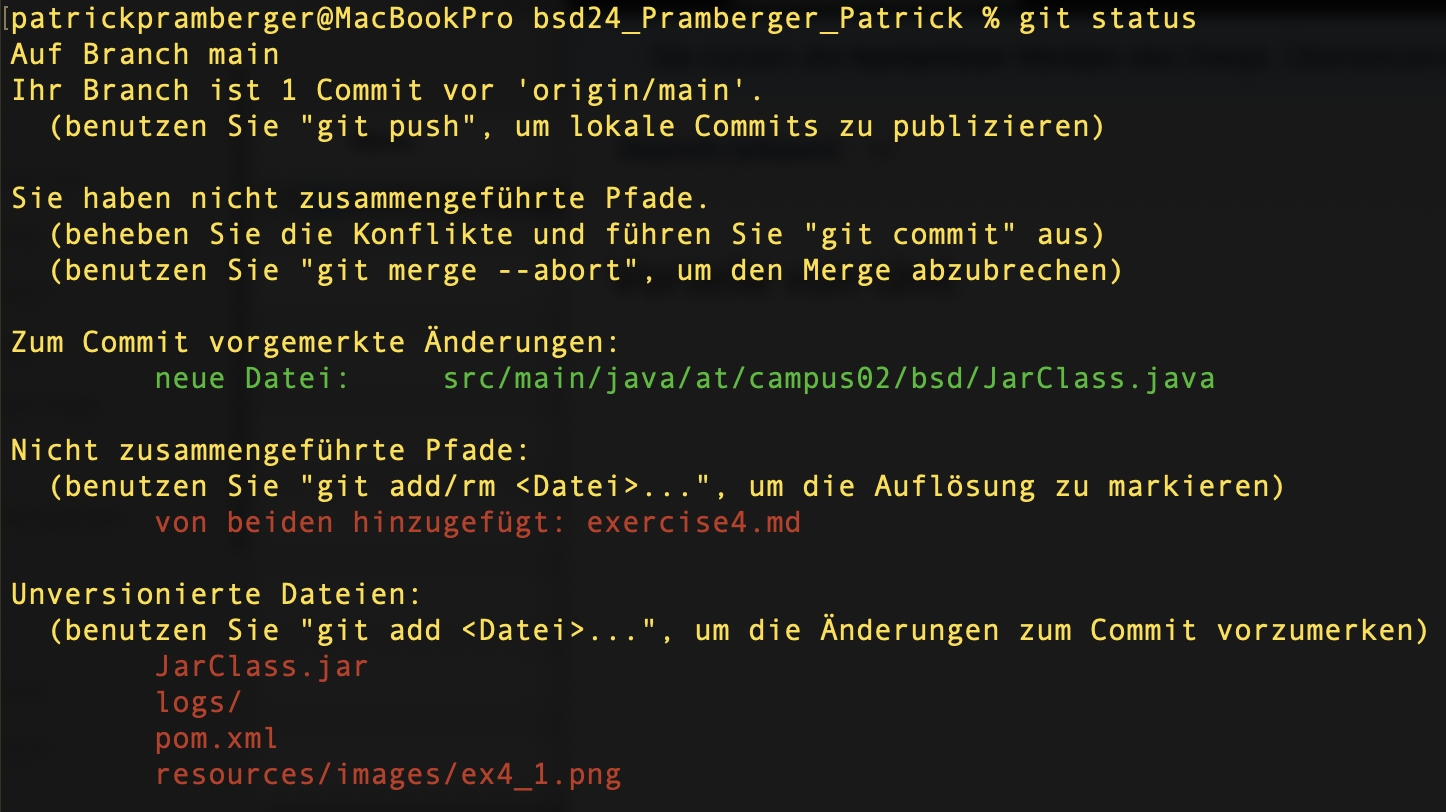 [patrickpramberger@MacBookPro bsd24_Pramberger_Patrick % git status
Auf Branch main
Ihr Branch ist 1 Commit vor 'origin/main'.
  (benutzen Sie "git push", um lokale Commits zu publizieren)

Sie haben nicht zusammengeführte Pfade.
  (beheben Sie die Konflikte und führen Sie "git commit" aus)
  (benutzen Sie "git merge --abort", um den Merge abzubrechen)

Zum Commit vorgemerkte Änderungen:
        neue Datei:     src/main/java/at/campus02/bsd/JarClass.java

Nicht zusammengeführte Pfade:
  (benutzen Sie "git add/rm <Datei>...", um die Auflösung zu markieren)
        von beiden hinzugefügt: exercise4.md

Unversionierte Dateien:
  (benutzen Sie "git add <Datei>...", um die Änderungen zum Commit vorzumerken)
        JarClass.jar
        logs/
        pom.xml
        resources/images/ex4_1.png